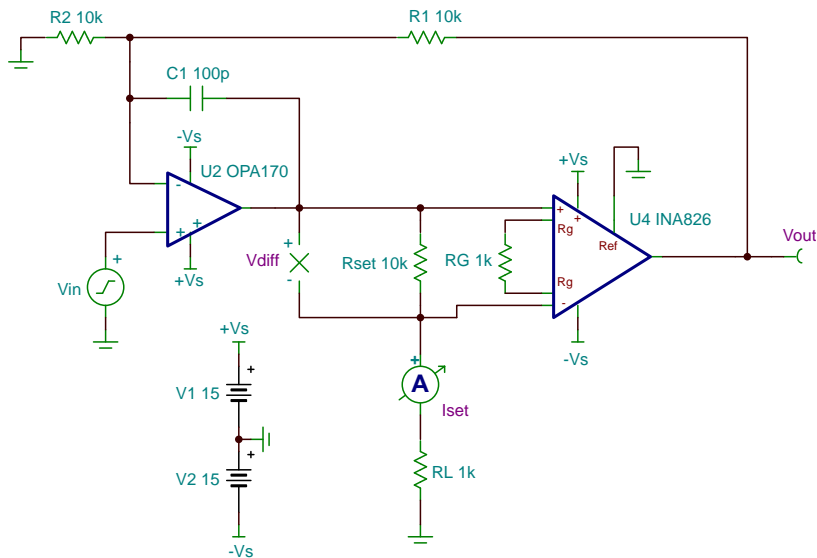 R2 10k
R1 10k
C1 100p
-Vs
U2 OPA170
-
+
+
+Vs
Vin
+
Vdiff
+
-
Rset 10k
RG 1k
+Vs
+
+
Rg
Rg
-
Ref
U4 INA826
-Vs
Vout
+
A
Iset
RL 1k
+Vs
V1 15
+
V2 15
+
-Vs